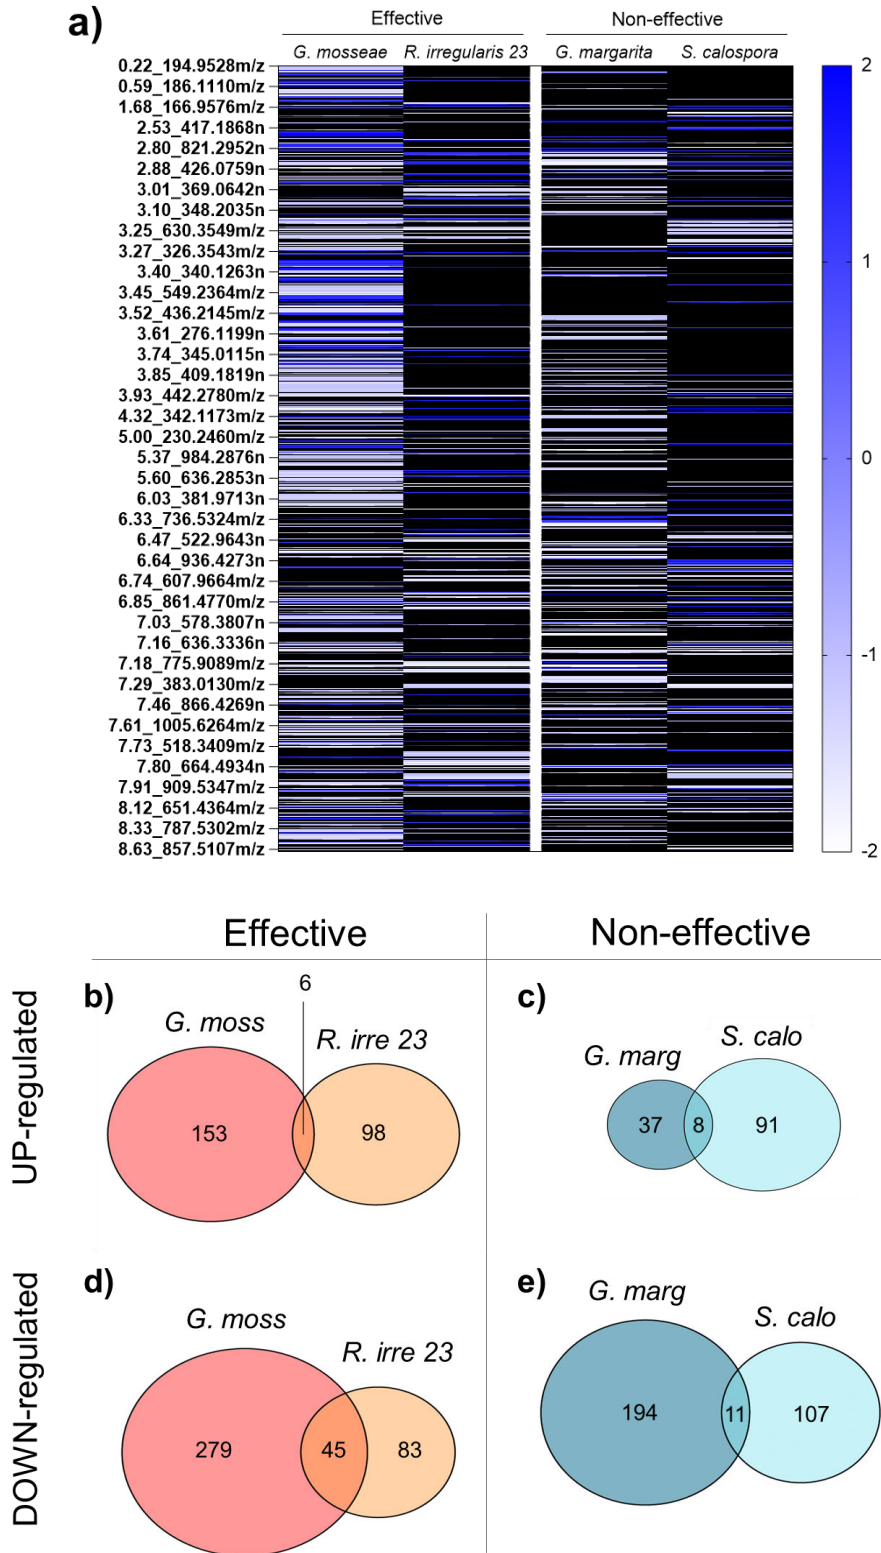 a)
Effective
Non-effective
G. mosseae
R. irregularis 23
G. margarita
S. calospora
0.22_194.9528m/z
0.59_186.1110m/z
1.68_166.9576m/z
2.53_417.1868n
2.80_821.2952n
2.88_426.0759n
3.01_369.0642n
3.10_348.2035n
3.25_630.3549m/z
3.27_326.3543m/z
3.40_340.1263n
3.45_549.2364m/z
3.52_436.2145m/z
3.61_276.1199n
3.74_345.0115n
3.85_409.1819n
3.93_442.2780m/z
4.32_342.1173m/z
5.00_230.2460m/z
5.37_984.2876n
5.60_636.2853n
6.03_381.9713n
6.33_736.5324m/z
6.47_522.9643n
6.64_936.4273n
6.74_607.9664m/z
6.85_861.4770m/z
7.03_578.3807n
7.16_636.3336n
7.18_775.9089m/z
7.29_383.0130m/z
7.46_866.4269n
7.61_1005.6264m/z
7.73_518.3409m/z
7.80_664.4934n
7.91_909.5347m/z
8.12_651.4364m/z
8.33_787.5302m/z
8.63_857.5107m/z
2
1
0
-1
-2
Effective
Non-effective
UP-regulated
b)
6
G. moss
R. irre 23
153
98
c)
G. marg
S. calo
37
8
91
DOWN-regulated
d)
G. moss
R. irre 23
279
45
83
e)
G. marg
S. calo
194
11
107